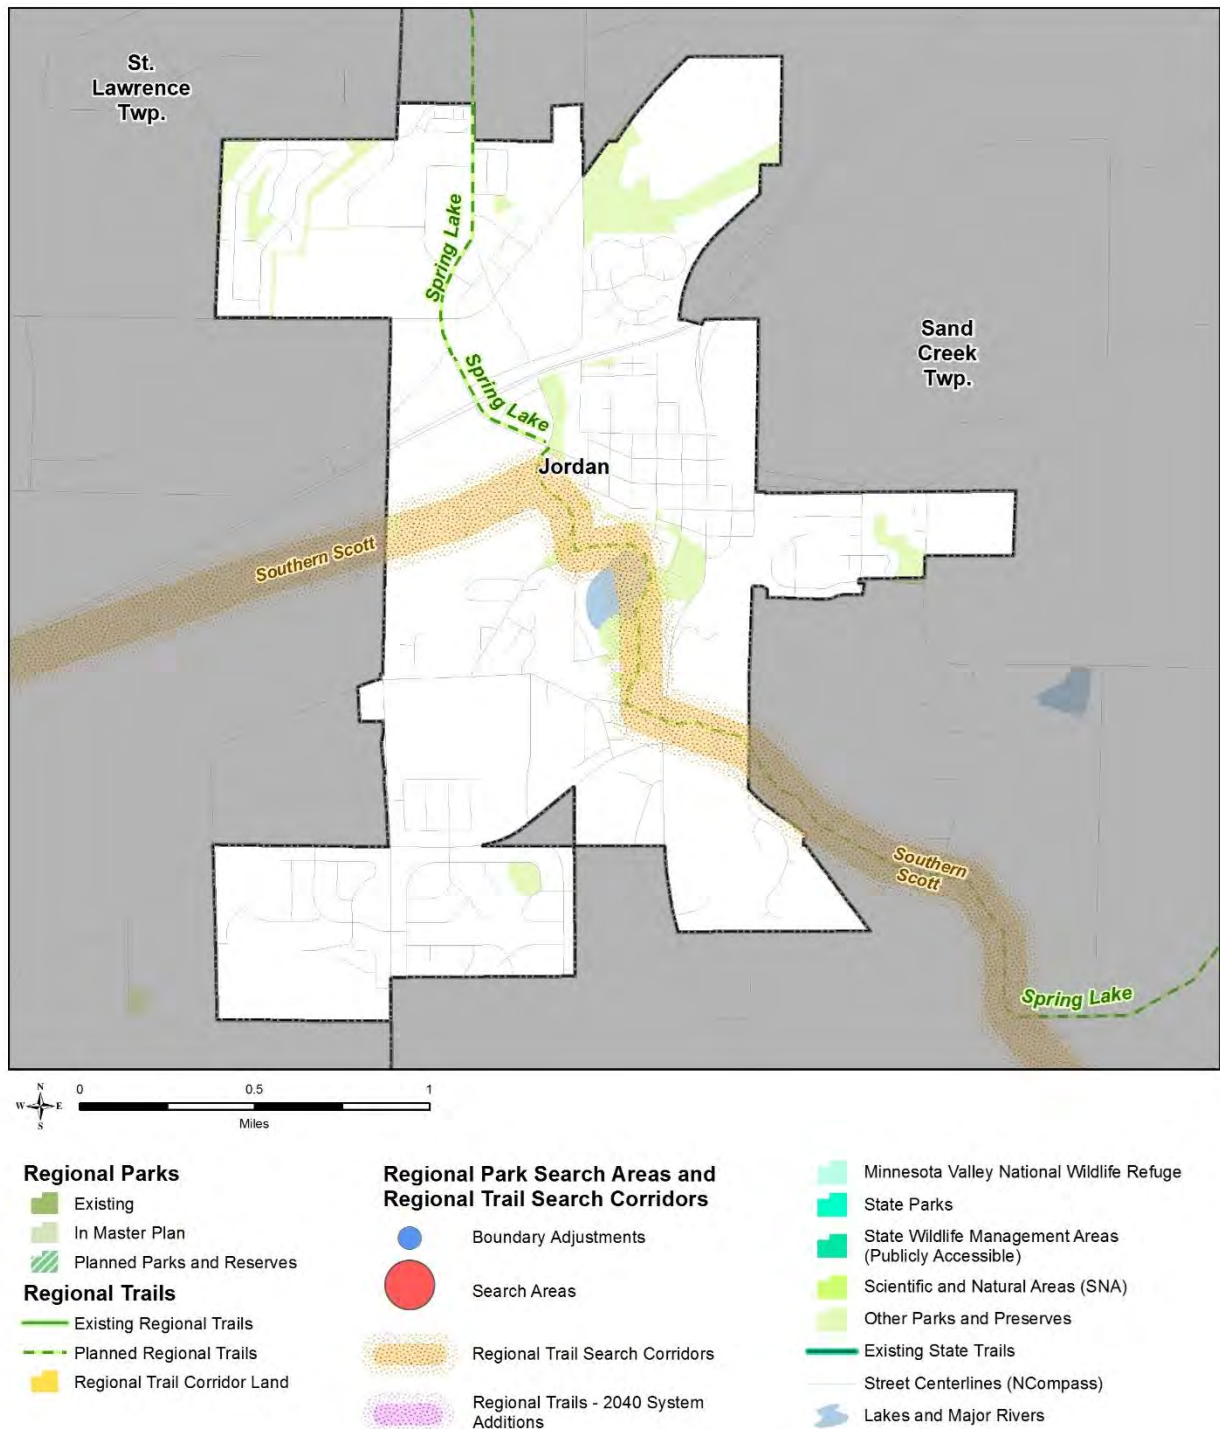 St.
Lawrence
Twp.
Spring Lake
Sand
Creek
Twp.
Spring Lake
Jordan
Southern Scott
Southern
Scott
Spring Lake
N
W E
S
0 0.5 1
Miles
Regional Parks
Existing
In Master Plan
Planned Parks and Reserves
Regional Trails
Existing Regional Trails
Planned Regional Trails
Regional Trail Corridor Land
Regional Park Search Areas and
Regional Trail Search Corridors
Boundary Adjustments
Search Areas
Regional Trail Search Corridors
Regional Trails - 2040 System
Additions
Minnesota Valley National Wildlife Refuge
State Parks
State Wildlife Management Areas
(Publicly Accessible)
Scientific and Natural Areas (SNA)
Other Parks and Preserves
Existing State Trails
Street Centerlines (NCompass)
Lakes and Major Rivers